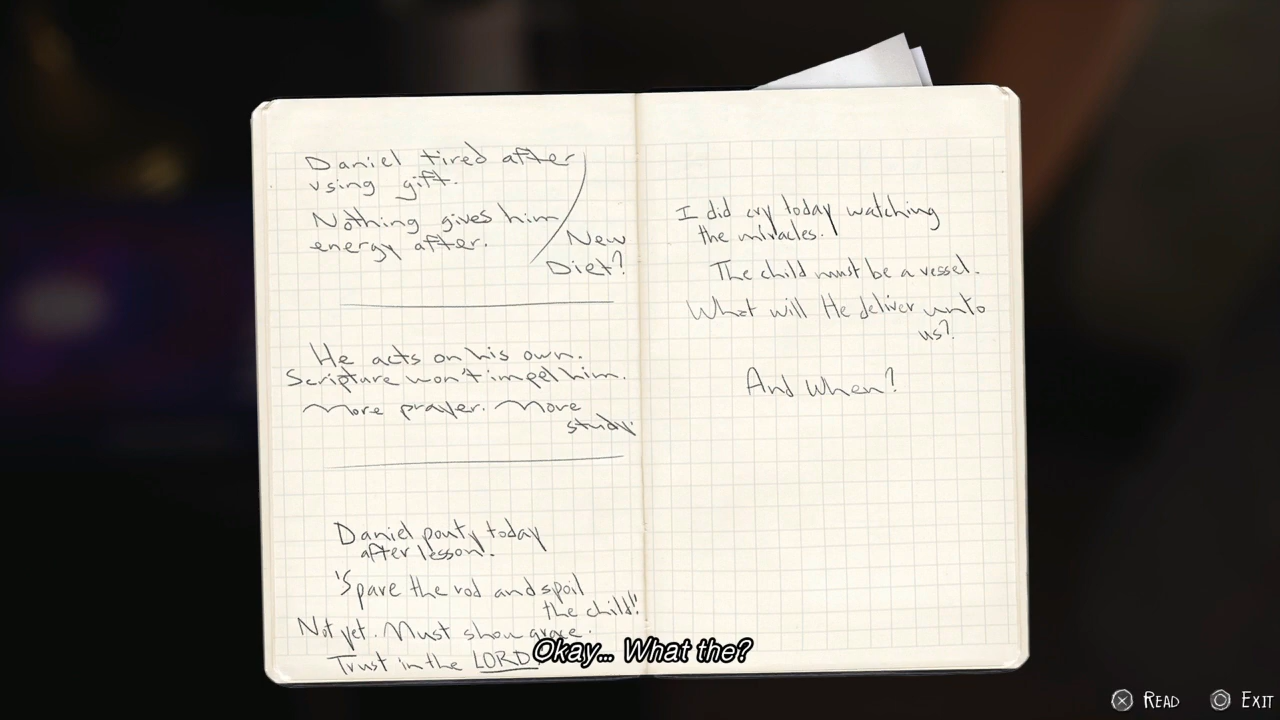 Daniel tired after
using gift.
Nothing gives him
energy after.
New
Diet?
He acts on his own.
Scripture won't impel him.
More prayer. More
study.
Daniel pouty today
after lesson.
'Spare the rod and spoil
the child!'
Not yet. Must show grace.
Trust in the LORD
I did cry today watching
the miracles.
The child must be a vessel.
What will He deliver unto
us?
And when?
Okay... What the?
READ
EXIT